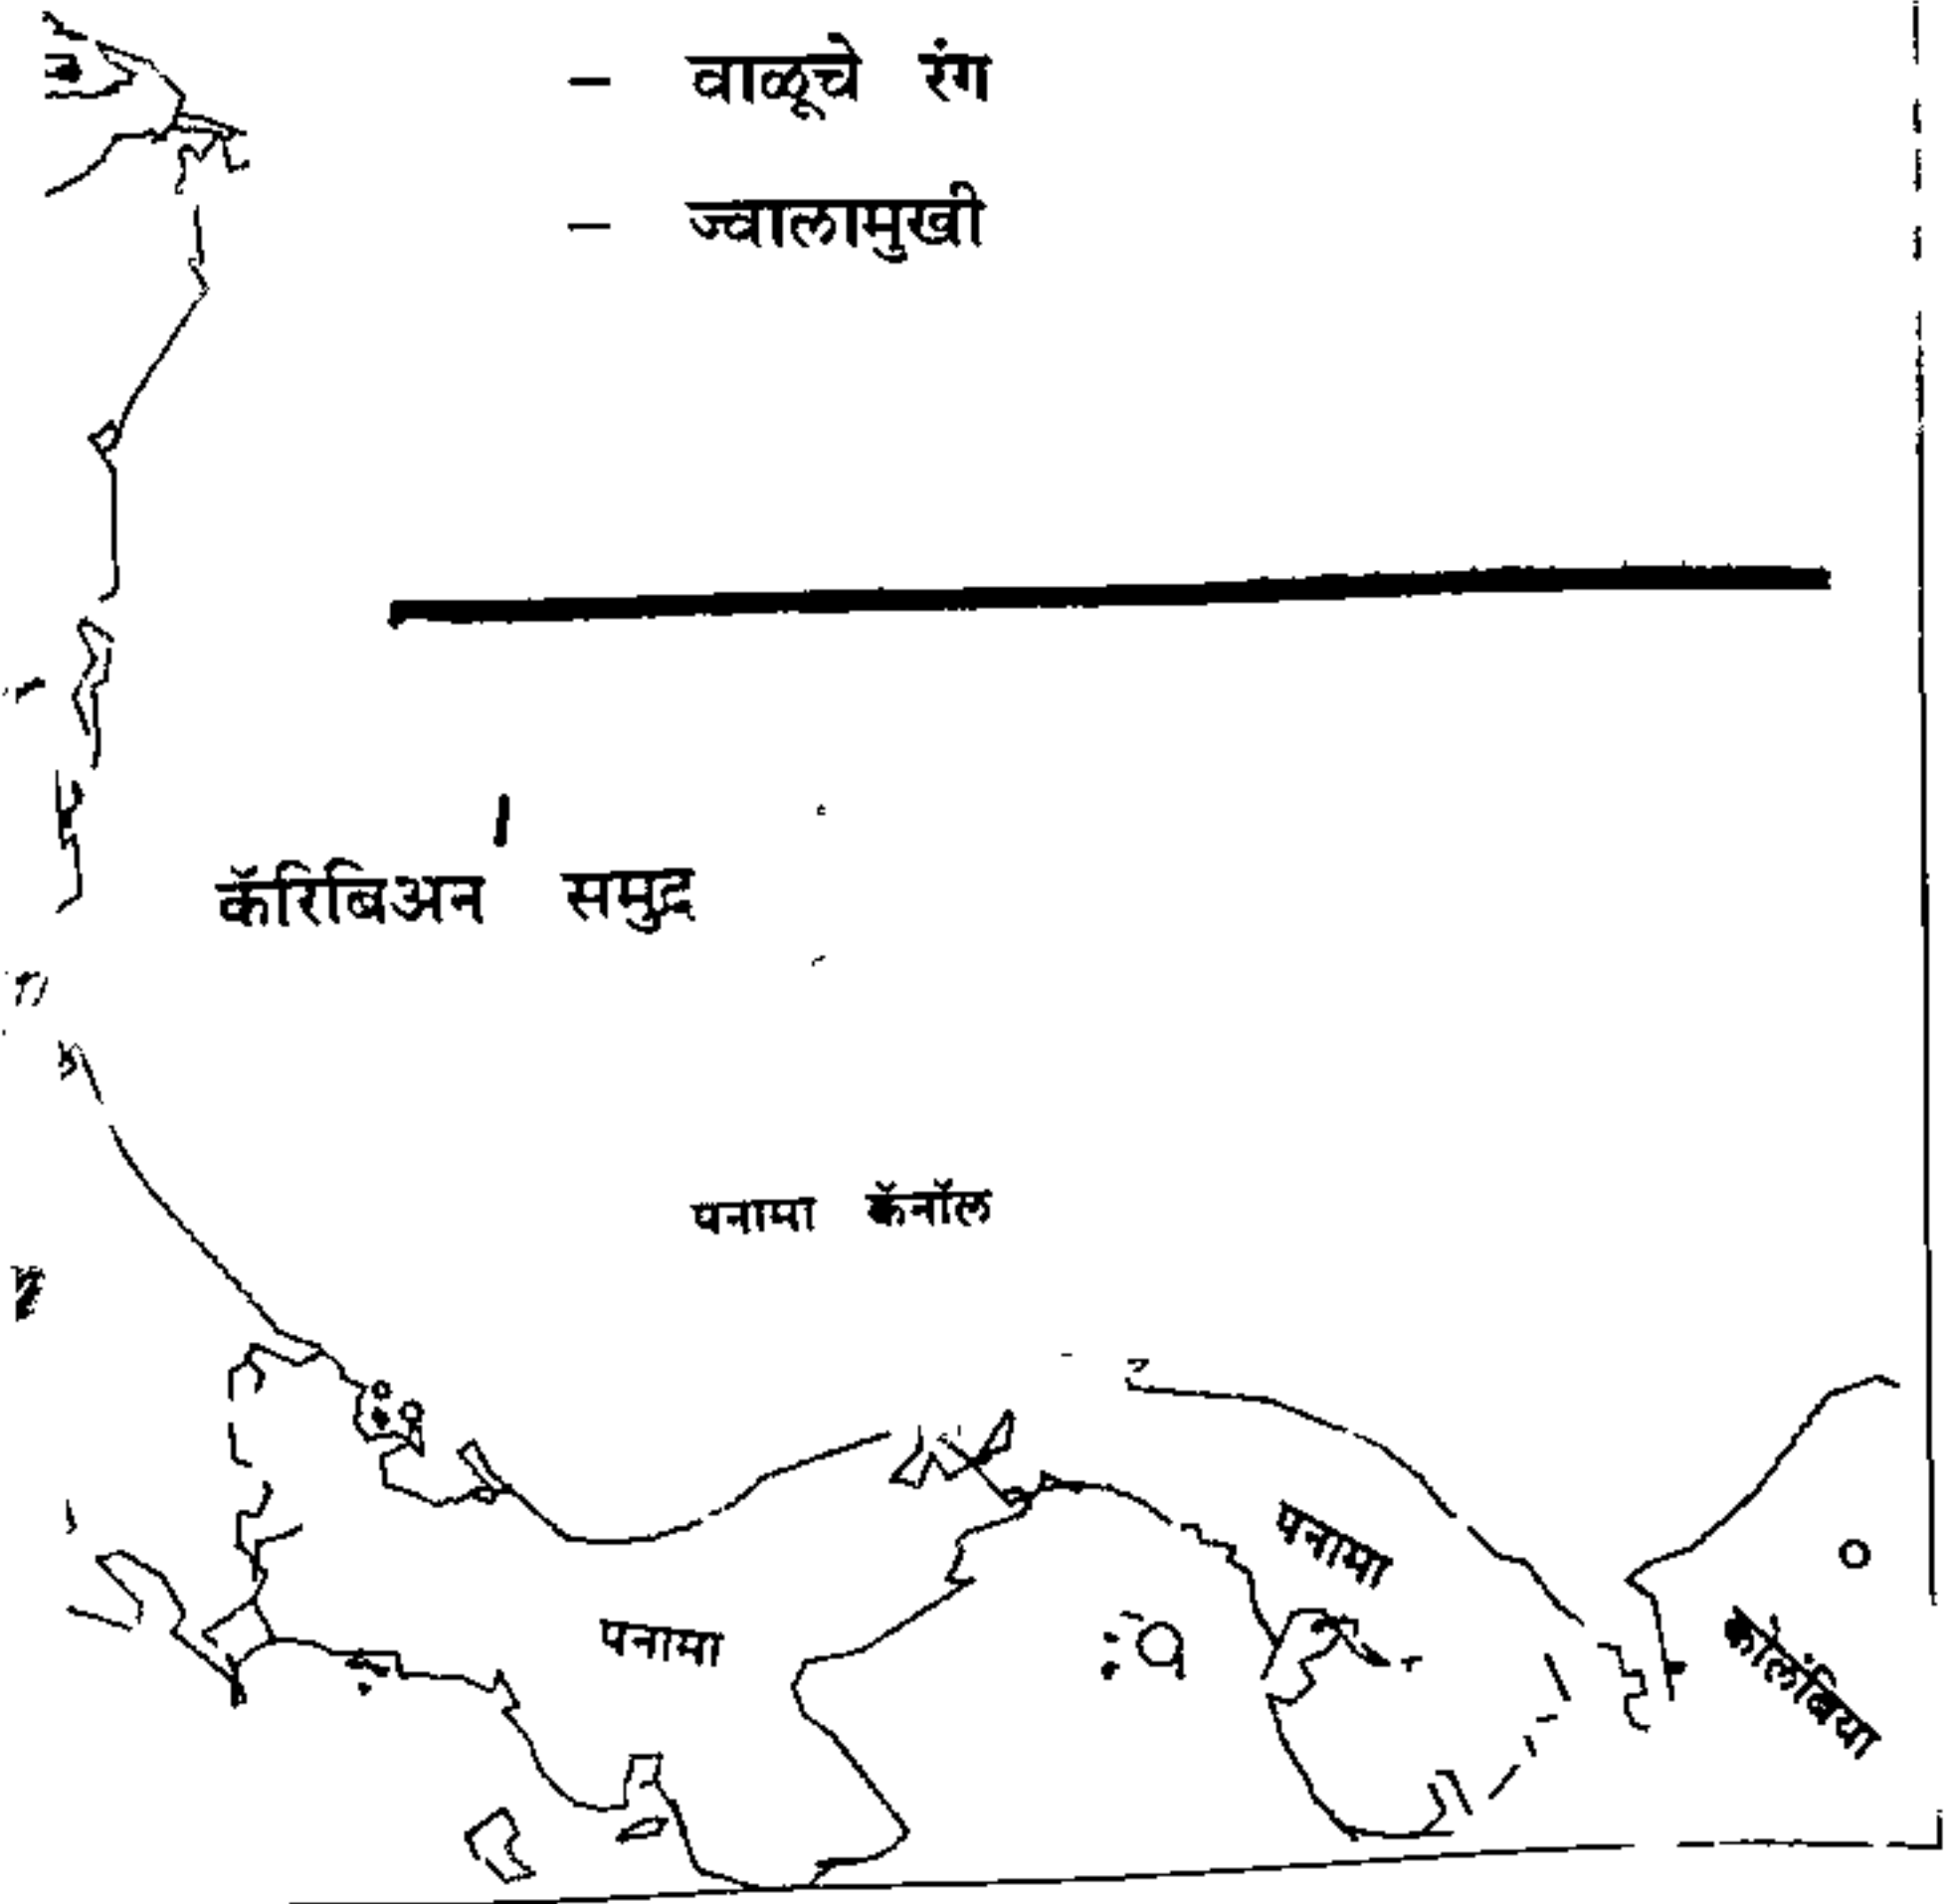 – वाळूचे रंग
– ज्वालामुखी
कॅरिबिअन समुद्र
पनामा कॅनॉल
पनामा
पनामा
कोलंबिया